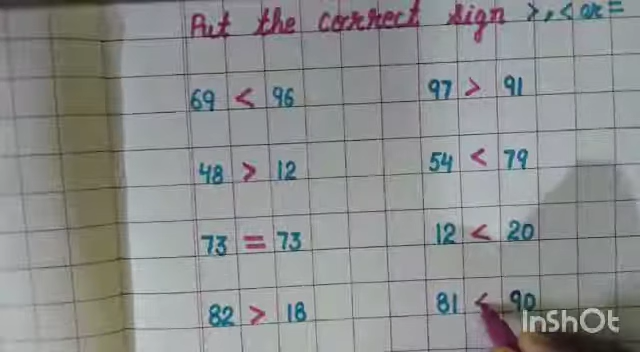 Put the correct sign >, < or =
69 < 96 97 > 91
48 > 12 54 < 79
73 = 73 12 < 20
82 > 18 81 < 90
InShOt